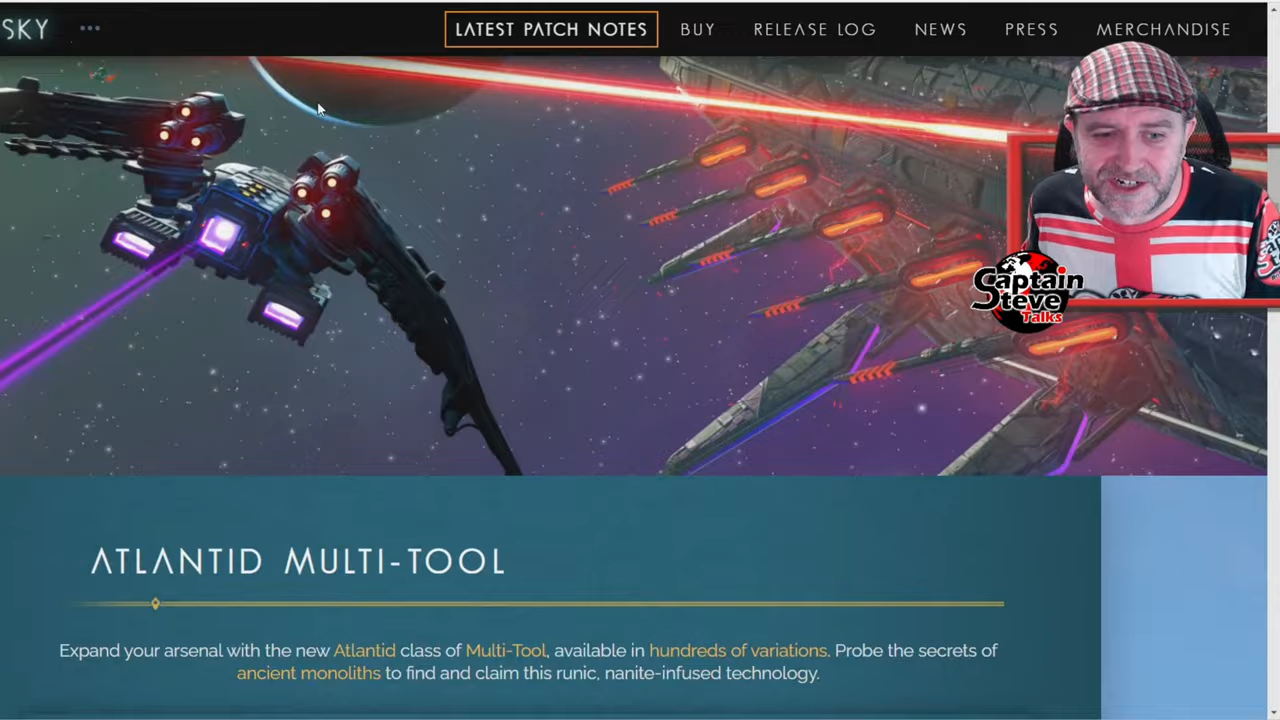 SKY
LATEST PATCH NOTES
BUY
RELEASE LOG
NEWS
PRESS
MERCHANDISE
Captain
Steve
Talks
ATLANTID MULTI-TOOL
Expand your arsenal with the new Atlantid class of Multi-Tool, available in hundreds of variations. Probe the secrets of
ancient monoliths to find and claim this runic, nanite-infused technology.